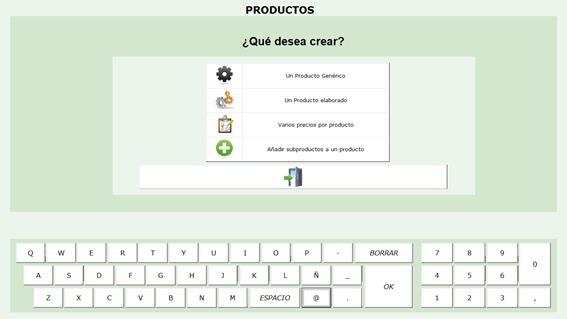 PRODUCTOS
¿Qué desea crear?
Un Producto Genérico
Un Producto elaborado
Varios precios por producto
Añadir subproductos a un producto
Q W E R T Y U I O P - BORRAR 7 8 9 0
A S D F G H J K L Ñ _ OK 4 5 6
Z X C V B N M ESPACIO @ . 1 2 3 ,